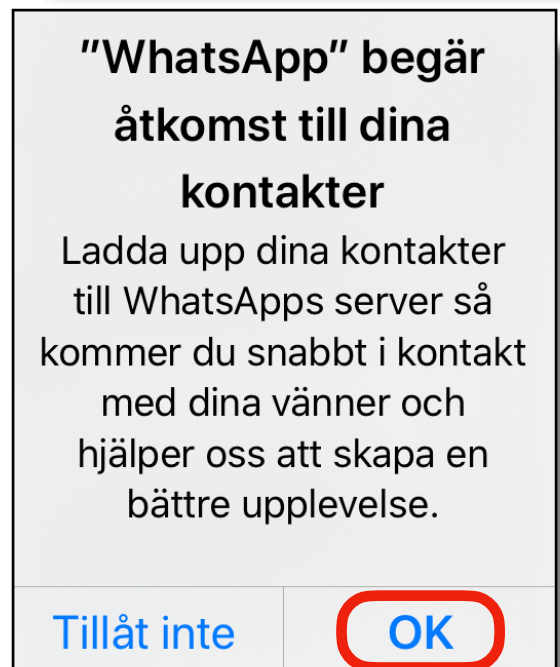 ”WhatsApp” begär
åtkomst till dina
kontakter
Ladda upp dina kontakter
till WhatsApps server så
kommer du snabbt i kontakt
med dina vänner och
hjälper oss att skapa en
bättre upplevelse.
Tillåt inte
OK